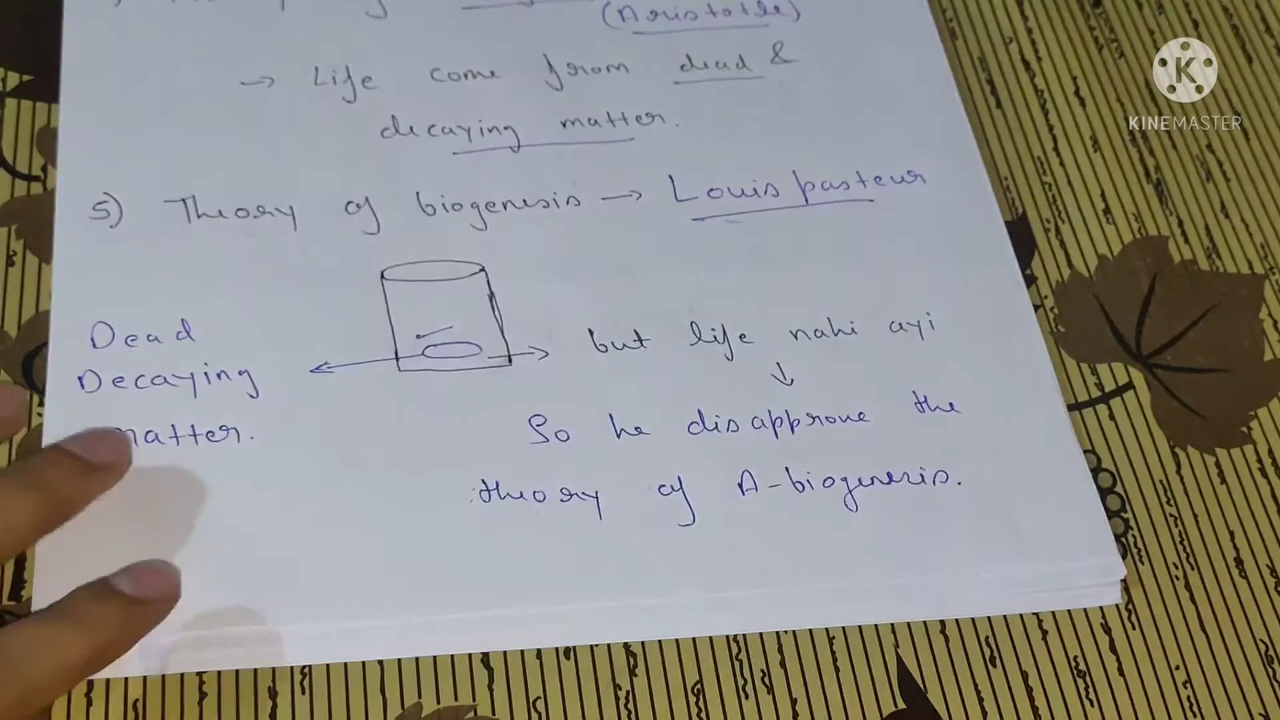 (Aristotle)
→ Life come from dead &
decaying matter.
5) Theory of biogenesis → Louis pasteur
Dead
Decaying
matter.
but life nahi ayi
So he disapprove the
theory of A-biogenesis.
K
KINEMASTER